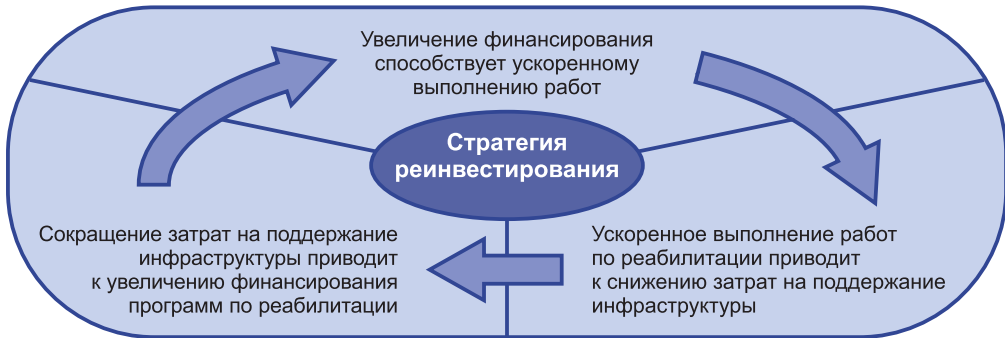 Увеличение финансирования
способствует ускоренному
выполнению работ
Стратегия
реинвестирования
Ускоренное выполнение работ
по реабилитации приводит
к снижению затрат на поддержание
инфраструктуры
Сокращение затрат на поддержание
инфраструктуры приводит
к увеличению финансирования
программ по реабилитации